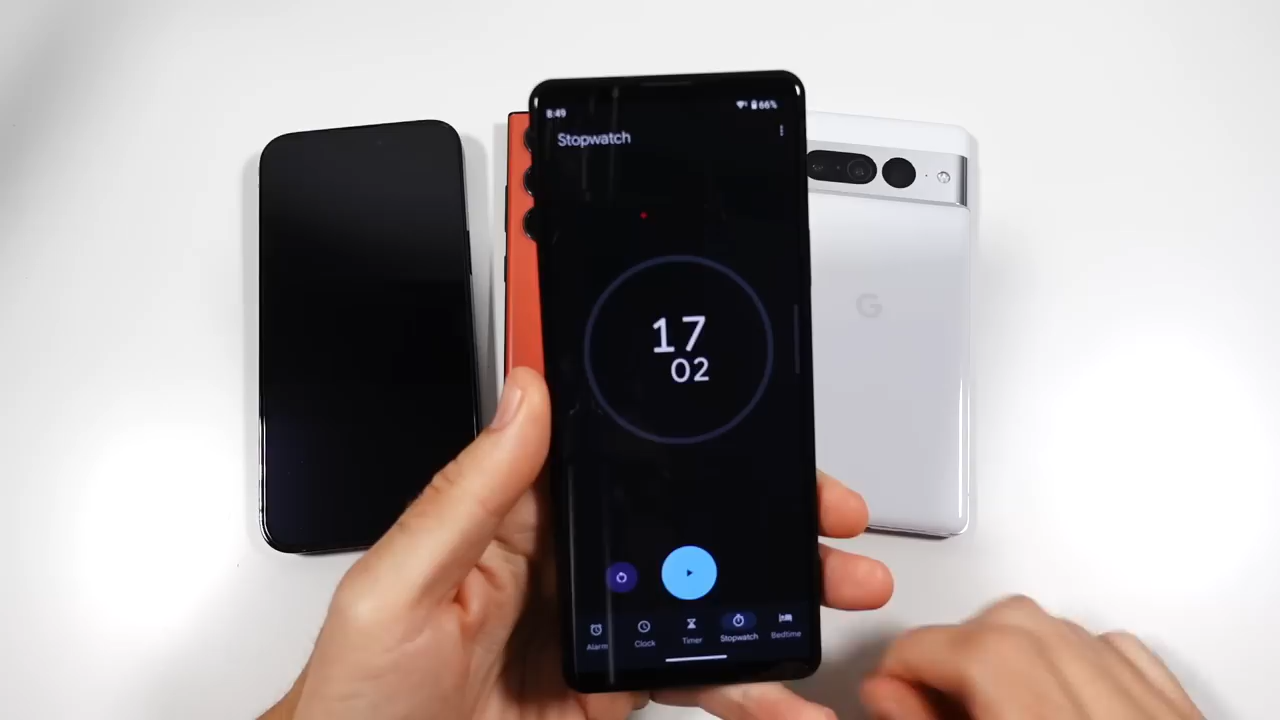 8:49
66%
Stopwatch
17
02
Alarm
Clock
Timer
Stopwatch
Bedtime
G